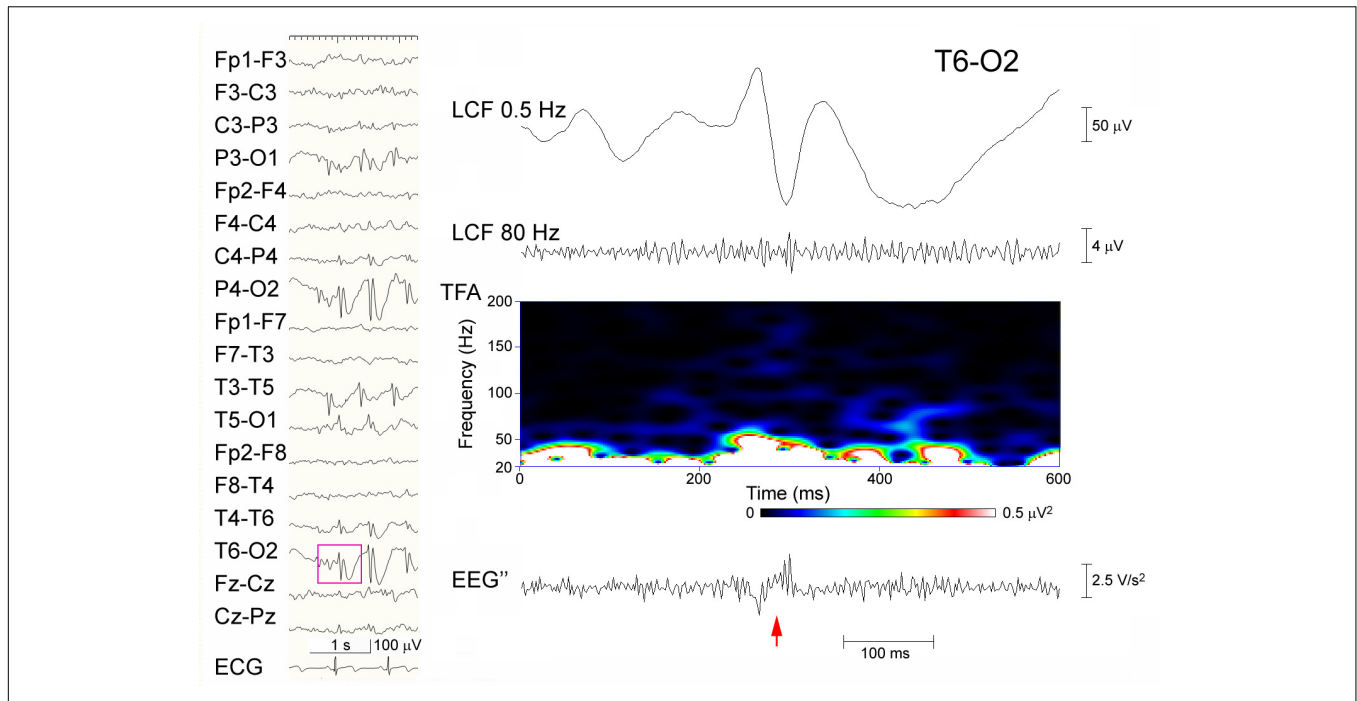 Fp1-F3
F3-C3
C3-P3
P3-O1
Fp2-F4
F4-C4
C4-P4
P4-O2
Fp1-F7
F7-T3
T3-T5
T5-O1
Fp2-F8
F8-T4
T4-T6
T6-O2
Fz-Cz
Cz-Pz
1 s 100 μV
ECG
T6-O2
LCF 0.5 Hz
50 μV
LCF 80 Hz
4 μV
TFA
Frequency (Hz)
200
150
100
50
20
0 200 400 600
Time (ms)
0 0.5 μV²
EEG’’
2.5 V/s²
100 ms